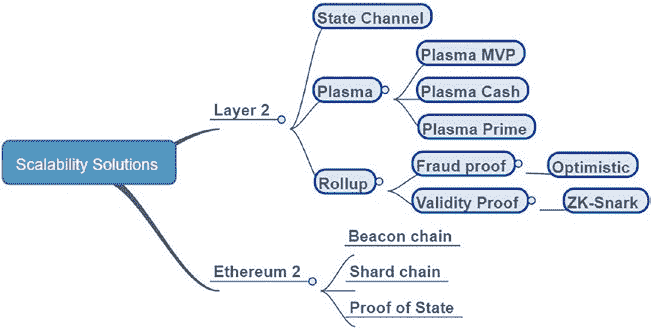 Scalability Solutions
Layer 2
State Channel
Plasma
Plasma MVP
Plasma Cash
Plasma Prime
Rollup
Fraud proof
Optimistic
Validity Proof
ZK-Snark
Ethereum 2
Beacon chain
Shard chain
Proof of State